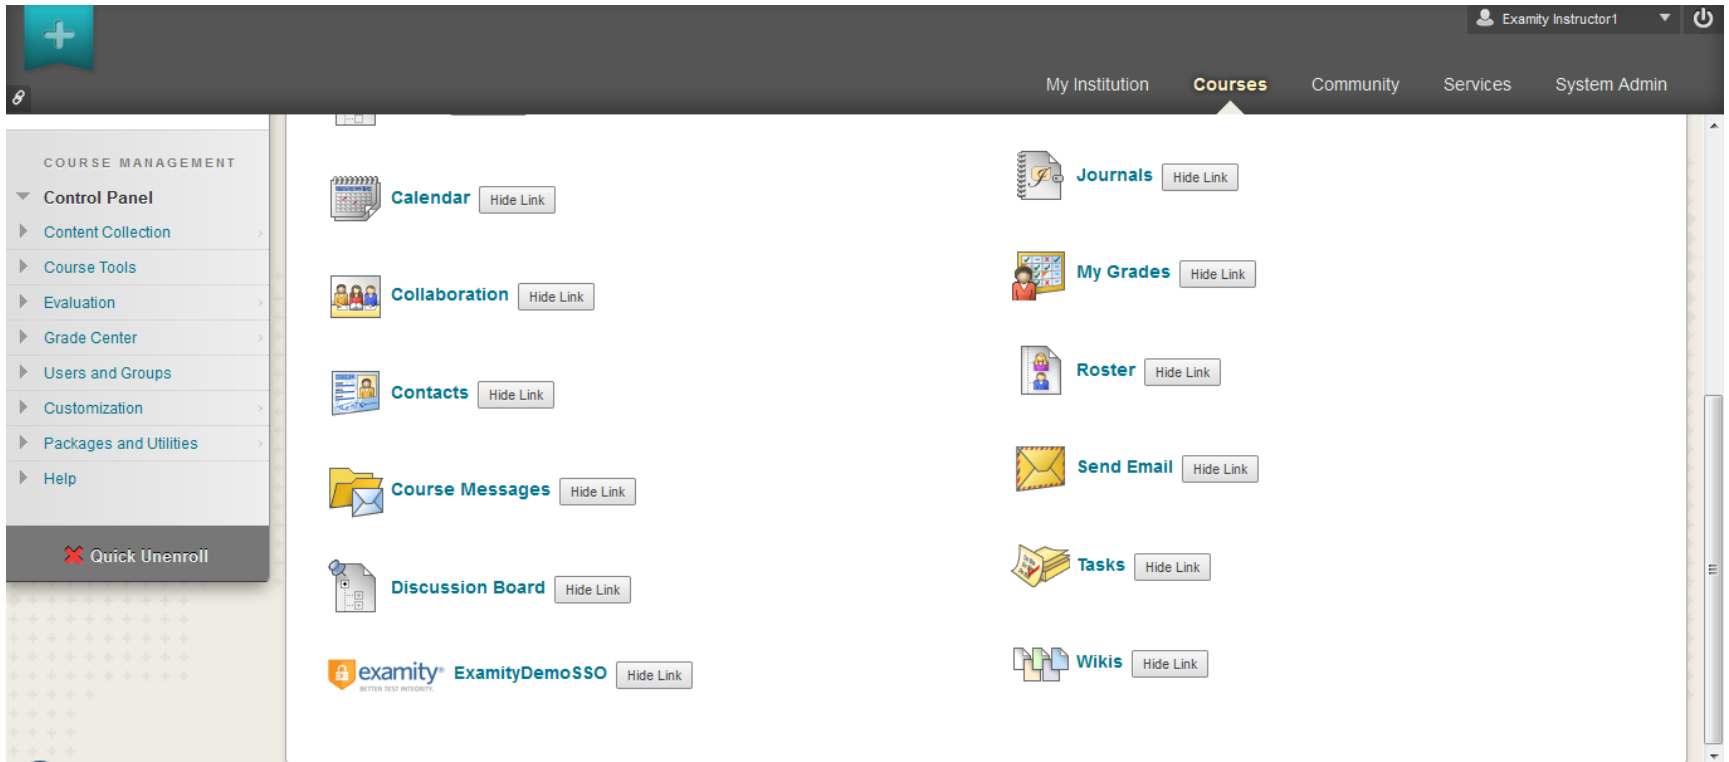 Examity Instructor1
My Institution Courses Community Services System Admin
COURSE MANAGEMENT
Control Panel
Content Collection
Course Tools
Evaluation
Grade Center
Users and Groups
Customization
Packages and Utilities
Help
Quick Unenroll
Calendar Hide Link
Collaboration Hide Link
Contacts Hide Link
Course Messages Hide Link
Discussion Board Hide Link
examity® ExamityDemoSSO Hide Link
BETTER TEST INTEGRITY.
Journals Hide Link
My Grades Hide Link
Roster Hide Link
Send Email Hide Link
Tasks Hide Link
Wikis Hide Link